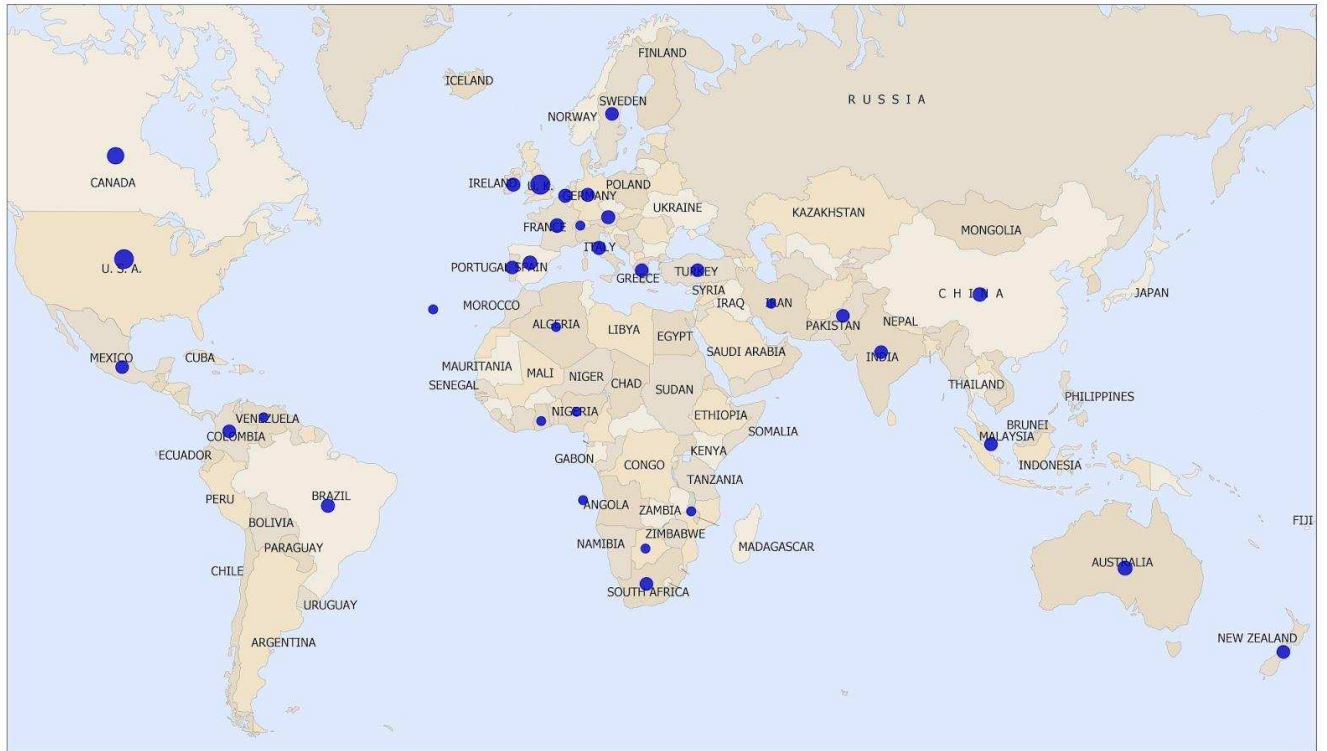 FINLAND
ICELAND
R U S S I A
SWEDEN
NORWAY
CANADA
IRELAND
U. K.
GERMANY
POLAND
UKRAINE
KAZAKHSTAN
MONGOLIA
FRANCE
ITALY
U. S. A.
PORTUGAL
SPAIN
GREECE
TURKEY
SYRIA
IRAQ
IRAN
C H I N A
JAPAN
MOROCCO
ALGERIA
LIBYA
EGYPT
PAKISTAN
NEPAL
MEXICO
CUBA
MAURITANIA
MALI
NIGER
CHAD
SUDAN
SAUDI ARABIA
INDIA
THAILAND
SENEGAL
PHILIPPINES
VENEZUELA
NIGERIA
ETHIOPIA
SOMALIA
COLOMBIA
BRUNEI
MALAYSIA
ECUADOR
GABON
CONGO
KENYA
INDONESIA
TANZANIA
PERU
BRAZIL
ANGOLA
ZAMBIA
BOLIVIA
FIJI
PARAGUAY
NAMIBIA
ZIMBABWE
MADAGASCAR
CHILE
AUSTRALIA
SOUTH AFRICA
URUGUAY
ARGENTINA
NEW ZEALAND